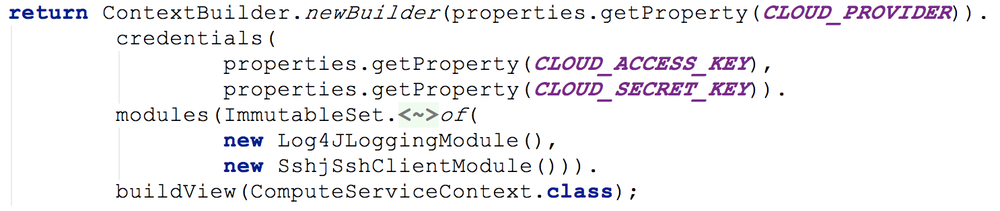 return ContextBuilder.newBuilder(properties.getProperty(CLOUD_PROVIDER)).
credentials(
properties.getProperty(CLOUD_ACCESS_KEY),
properties.getProperty(CLOUD_SECRET_KEY)).
modules(ImmutableSet.<~>of(
new Log4JLoggingModule(),
new SshjSshClientModule())).
buildView(ComputeServiceContext.class);